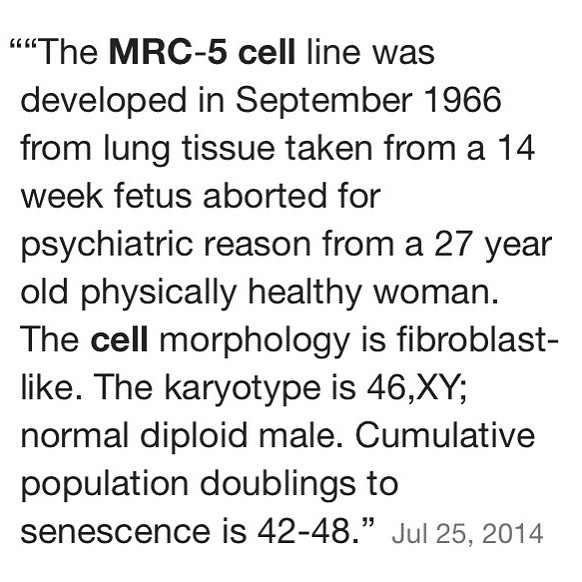 ““The MRC-5 cell line was
developed in September 1966
from lung tissue taken from a 14
week fetus aborted for
psychiatric reason from a 27 year
old physically healthy woman.
The cell morphology is fibroblast-
like. The karyotype is 46,XY;
normal diploid male. Cumulative
population doublings to
senescence is 42-48.” Jul 25, 2014